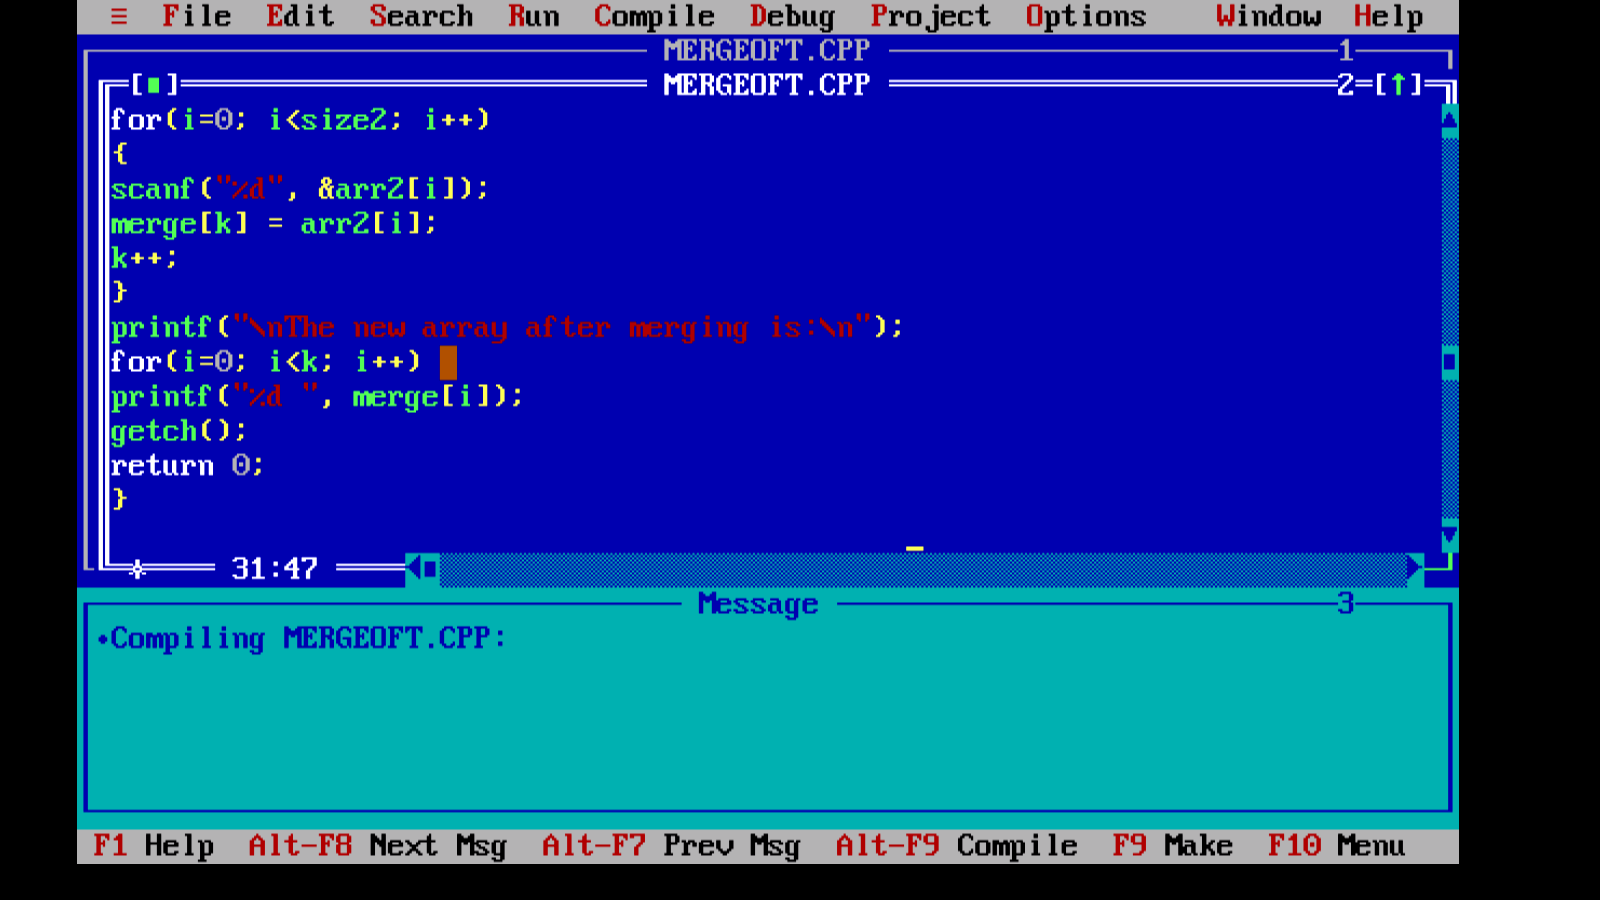 ≡ File Edit Search Run Compile Debug Project Options Window Help
MERGEOFT.CPP 1
[■] MERGEOFT.CPP 2=[↑]
for(i=0; i<size2; i++)
{
scanf("%d", &arr2[i]);
merge[k] = arr2[i];
k++;
}
printf("\nThe new array after merging is:\n");
for(i=0; i<k; i++)
printf("%d ", merge[i]);
getch();
return 0;
}
31:47
Message 3
•Compiling MERGEOFT.CPP:
F1 Help Alt-F8 Next Msg Alt-F7 Prev Msg Alt-F9 Compile F9 Make F10 Menu